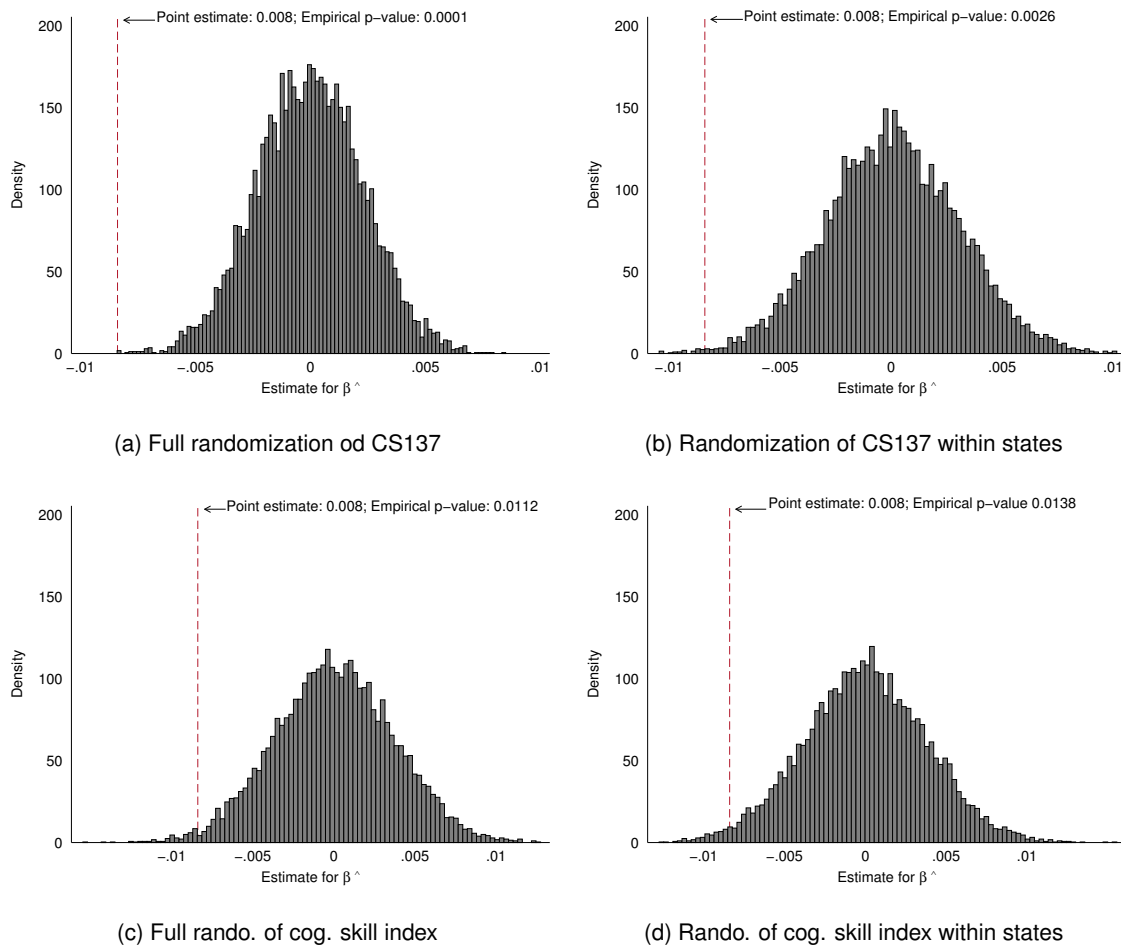 Point estimate: 0.008; Empirical p−value: 0.0001
200
150
100
50
0
Density
−.01 −.005 0 .005 .01
Estimate for β ^
(a) Full randomization od CS137
Point estimate: 0.008; Empirical p−value: 0.0026
200
150
100
50
0
Density
−.01 −.005 0 .005 .01
Estimate for β ^
(b) Randomization of CS137 within states
Point estimate: 0.008; Empirical p−value: 0.0112
200
150
100
50
0
Density
−.01 −.005 0 .005 .01
Estimate for β ^
(c) Full rando. of cog. skill index
Point estimate: 0.008; Empirical p−value 0.0138
200
150
100
50
0
Density
−.01 −.005 0 .005 .01
Estimate for β ^
(d) Rando. of cog. skill index within states